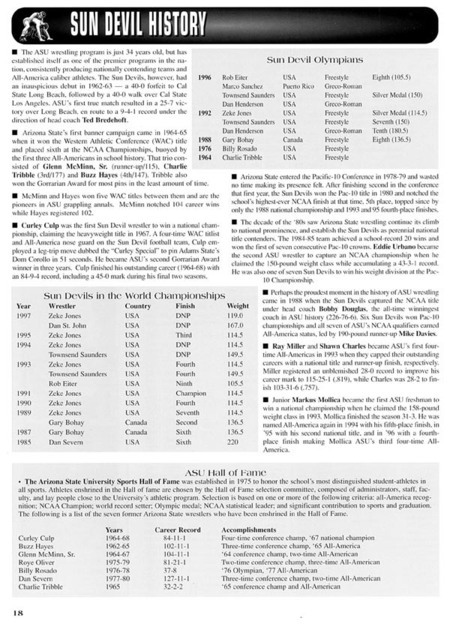 SUN DEVIL HISTORY
■ The ASU wrestling program is just 34 years old, but has
established itself as one of the premier programs in the na-
tion, consistently producing nationally contending teams and
All-America caliber athletes. The Sun Devils, however, had
an inauspicious debut in 1962-63 — a 40-0 forfeit to Cal
State Long Beach, followed by a 40-0 walk over Cal State
Los Angeles. ASU's first true match resulted in a 25-7 vic-
tory over Long Beach, en route to a 9-4-1 record under the
direction of head coach Ted Bredehoft.
■ Arizona State's first banner campaign came in 1964-65
when it won the Western Athletic Conference (WAC) title
and placed sixth at the NCAA Championships, buoyed by
the first three All-Americans in school history. That trio con-
sisted of Glenn McMinn, Sr. (runner-up/115), Charlie
Tribble (3rd/177) and Buzz Hayes (4th/147). Tribble also
won the Gorrarian Award for most pins in the least amount of time.
■ McMinn and Hayes won five WAC titles between them and are the
pioneers in ASU grappling annals. McMinn notched 104 career wins
while Hayes registered 102.
■ Curley Culp was the first Sun Devil wrestler to win a national cham-
pionship, claiming the heavyweight title in 1967. A four-time WAC titlist
and All-America nose guard on the Sun Devil football team, Culp em-
ployed a leg-trip move dubbed the "Curley Special" to pin Adams State's
Dom Corollo in 51 seconds. He became ASU's second Gorrarian Award
winner in three years. Culp finished his outstanding career (1964-68) with
an 84-9-4 record, including a 45-0 mark during his final two seasons.
Sun Devil Olympians
1996 Rob Eiter USA Freestyle Eighth (105.5)
Marco Sanchez Puerto Rico Greco-Roman
Townsend Saunders USA Freestyle Silver Medal (150)
Dan Henderson USA Greco-Roman
1992 Zeke Jones USA Freestyle Silver Medal (114.5)
Townsend Saunders USA Freestyle Seventh (150)
Dan Henderson USA Greco-Roman Tenth (180.5)
1988 Gary Bohay Canada Freestyle Eighth (136.5)
1976 Billy Rosado USA Freestyle
1964 Charlie Tribble USA Freestyle
■ Arizona State entered the Pacific-10 Conference in 1978-79 and wasted
no time making its presence felt. After finishing second in the conference
that first year, the Sun Devils won the Pac-10 title in 1980 and notched the
school's highest-ever NCAA finish at that time, 5th place, topped since by
only the 1988 national championship and 1993 and 95 fourth-place finishes.
■ The decade of the '80s saw Arizona State wrestling continue its climb
to national prominence, and establish the Sun Devils as perennial national
title contenders. The 1984-85 team achieved a school-record 20 wins and
won the first of seven consecutive Pac-10 crowns. Eddie Urbano became
the second ASU wrestler to capture an NCAA championship when he
claimed the 150-pound weight class while accumulating a 43-3-1 record.
He was also one of seven Sun Devils to win his weight division at the Pac-
10 Championship.
■ Perhaps the proudest moment in the history of ASU wrestling
came in 1988 when the Sun Devils captured the NCAA title
under head coach Bobby Douglas, the all-time winningest
coach in ASU history (226-76-6). Six Sun Devils won Pac-10
championships and all seven of ASU's NCAA qualifiers earned
All-America status, led by 190-pound runner-up Mike Davies.
■ Ray Miller and Shawn Charles became ASU's first four-
time All-Americas in 1993 when they capped their outstanding
careers with a national title and runner-up finish, respectively.
Miller registered an unblemished 28-0 record to improve his
career mark to 115-25-1 (.819), while Charles was 28-2 to fin-
ish 103-31-6 (.757).
■ Junior Markus Mollica became the first ASU freshman to
win a national championship when he claimed the 158-pound
weight class in 1993. Mollica finished the season 31-3. He was
named All-America again in 1994 with his fifth-place finish, in
'95 with his second national title, and in '96 with a fourth-
place finish making Mollica ASU's third four-time All-
America.
Sun Devils in the World Championships
Year Wrestler Country Finish Weight
1997 Zeke Jones USA DNP 119.0
Dan St. John USA DNP 167.0
1995 Zeke Jones USA Third 114.5
1994 Zeke Jones USA DNP 114.5
Townsend Saunders USA DNP 149.5
1993 Zeke Jones USA Fourth 114.5
Townsend Saunders USA Fourth 149.5
Rob Eiter USA Ninth 105.5
1991 Zeke Jones USA Champion 114.5
1990 Zeke Jones USA Fourth 114.5
1989 Zeke Jones USA Seventh 114.5
Gary Bohay Canada Second 136.5
1987 Gary Bohay Canada Sixth 136.5
1985 Dan Severn USA Sixth 220
ASU Hall of Fame
• The Arizona State University Sports Hall of Fame was established in 1975 to honor the school's most distinguished student-athletes in
all sports. Athletes enshrined in the Hall of Fame are chosen by the Hall of Fame selection committee composed of administrators, staff, fac-
ulty, and lay people close to the University's athletic program. Selection is based on one or more of the following criteria: all-America recog-
nition; NCAA Champion; world record setter; Olympic medal; NCAA statistical leader; and significant contribution to sports and graduation.
The following is a list of the seven former Arizona State wrestlers who have been enshrined in the Hall of Fame.
Years Career Record Accomplishments
Curley Culp 1964-68 84-11-1 Four-time conference champ, '67 national champion
Buzz Hayes 1962-65 102-11-1 Three-time conference champ, '65 All-America
Glenn McMinn, Sr. 1964-67 104-11-1 '64 conference champ, two-time All-American
Roye Oliver 1975-79 81-21-1 Two-time conference champ, three-time All-American
Billy Rosado 1976-78 37-8 '76 Olympian, '77 All-American
Dan Severn 1977-80 127-11-1 Three-time conference champ, two-time All-American
Charlie Tribble 1965 32-2-2 '65 conference champ and All-American
18